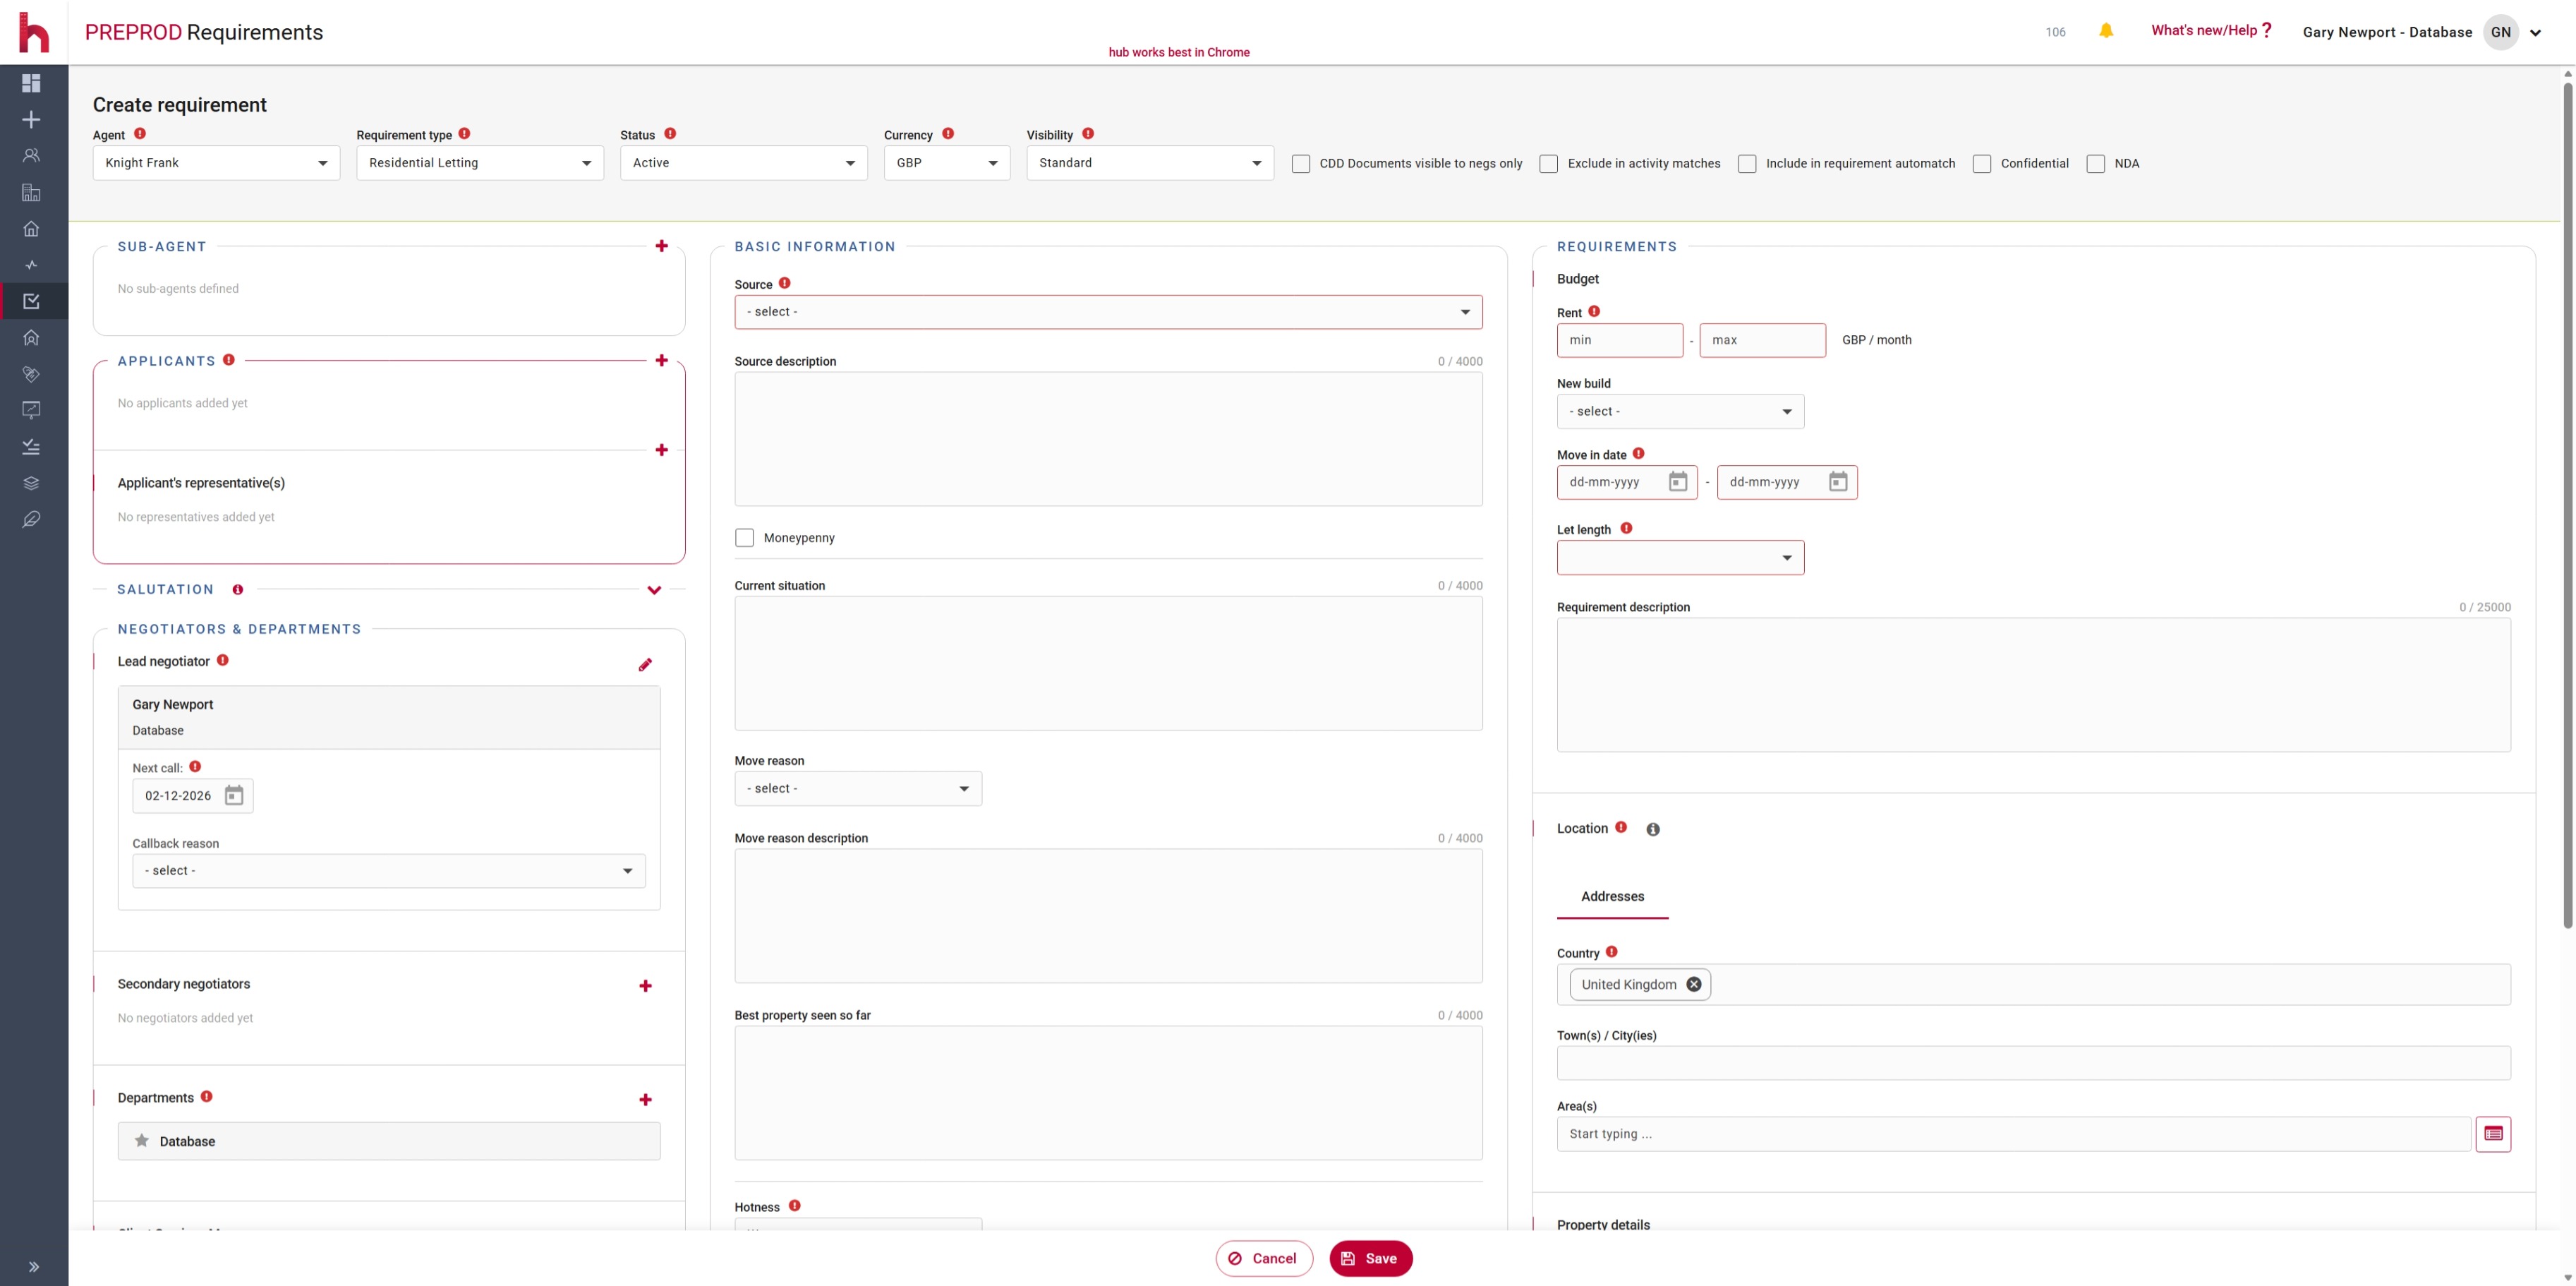 PREPROD Requirements
hub works best in Chrome
106
What's new/Help ?
Gary Newport - Database
GN
Create requirement
Agent
Knight Frank
Requirement type
Residential Letting
Status
Active
Currency
GBP
Visibility
Standard
CDD Documents visible to negs only
Exclude in activity matches
Include in requirement automatch
Confidential
NDA
SUB-AGENT
No sub-agents defined
APPLICANTS
No applicants added yet
Applicant's representative(s)
No representatives added yet
SALUTATION
NEGOTIATORS & DEPARTMENTS
Lead negotiator
Gary Newport
Database
Next call:
02-12-2026
Callback reason
- select -
Secondary negotiators
No negotiators added yet
Departments
Database
BASIC INFORMATION
Source
- select -
Source description
0 / 4000
Moneypenny
Current situation
0 / 4000
Move reason
- select -
Move reason description
0 / 4000
Best property seen so far
0 / 4000
Hotness
REQUIREMENTS
Budget
Rent
min - max GBP / month
New build
- select -
Move in date
dd-mm-yyyy - dd-mm-yyyy
Let length
Requirement description
0 / 25000
Location
Addresses
Country
United Kingdom
Town(s) / City(ies)
Area(s)
Start typing ...
Property details
Cancel
Save